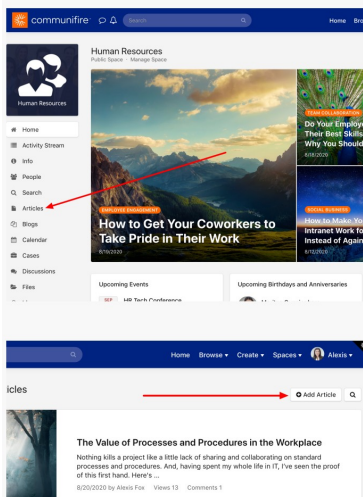 communifire
Search
Home Bro
Human Resources
Public Space · Manage Space
Human Resources
Home
Activity Stream
Info
People
Search
Articles
Blogs
Calendar
Cases
Discussions
Files
EMPLOYEE ENGAGEMENT
How to Get Your Coworkers to
Take Pride in Their Work
8/19/2020
TEAM COLLABORATION
Do Your Employe
Their Best Skills
Why You Should
8/18/2020
SOCIAL BUSINESS
How to Make Yo
Intranet Work fo
Instead of Again
8/12/2020
Upcoming Events
SEP
HR Tech Conference
Upcoming Birthdays and Anniversaries
Home Browse Create Spaces Alexis
icles
Add Article
The Value of Processes and Procedures in the Workplace
Nothing kills a project like a little lack of sharing and collaborating on standard
processes and procedures. And, having spent my whole life in IT, I've seen the proof
of this first hand. Here's ...
8/20/2020 by Alexis Fox Views 13 Comments 1